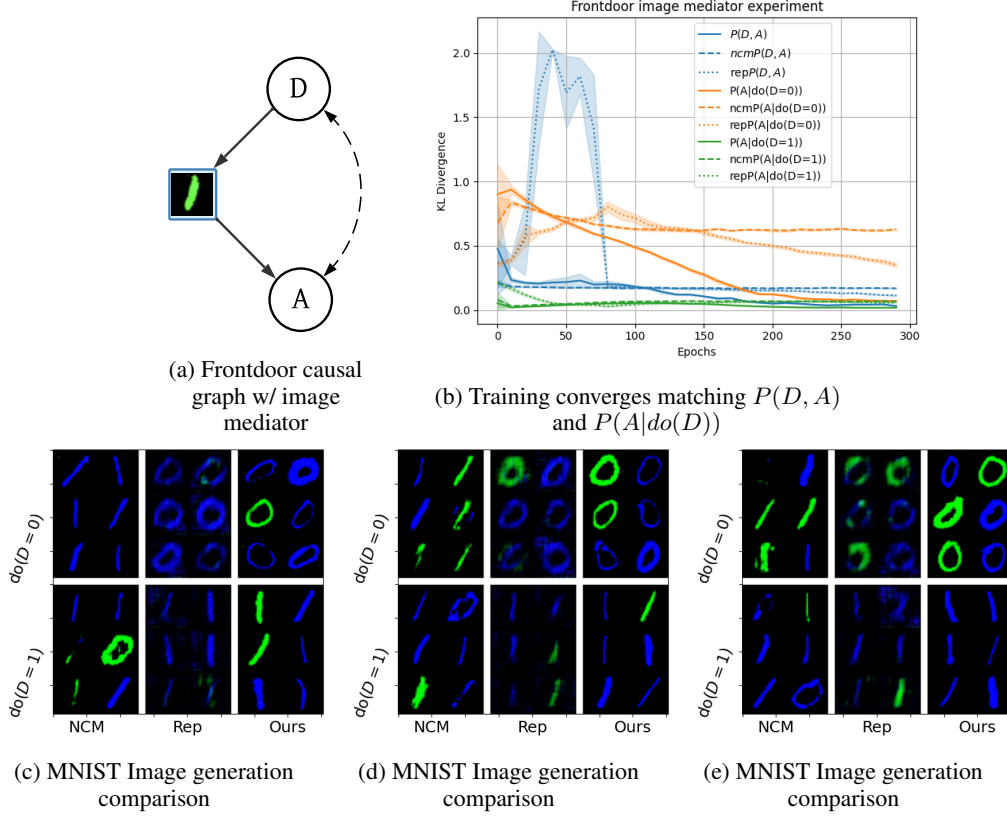 D
A
(a) Frontdoor causal
graph w/ image
mediator
Frontdoor image mediator experiment
KL Divergence
2.0
1.5
1.0
0.5
0.0
P(D, A)
ncmP(D, A)
repP(D, A)
P(A|do(D=0))
ncmP(A|do(D=0))
repP(A|do(D=0))
P(A|do(D=1))
ncmP(A|do(D=1))
repP(A|do(D=1))
0 50 100 150 200 250 300
Epochs
(b) Training converges matching P(D, A)
and P(A|do(D))
do(D = 0)
do(D = 1)
NCM Rep Ours
(c) MNIST Image generation
comparison
do(D = 0)
do(D = 1)
NCM Rep Ours
(d) MNIST Image generation
comparison
do(D = 0)
do(D = 1)
NCM Rep Ours
(e) MNIST Image generation
comparison